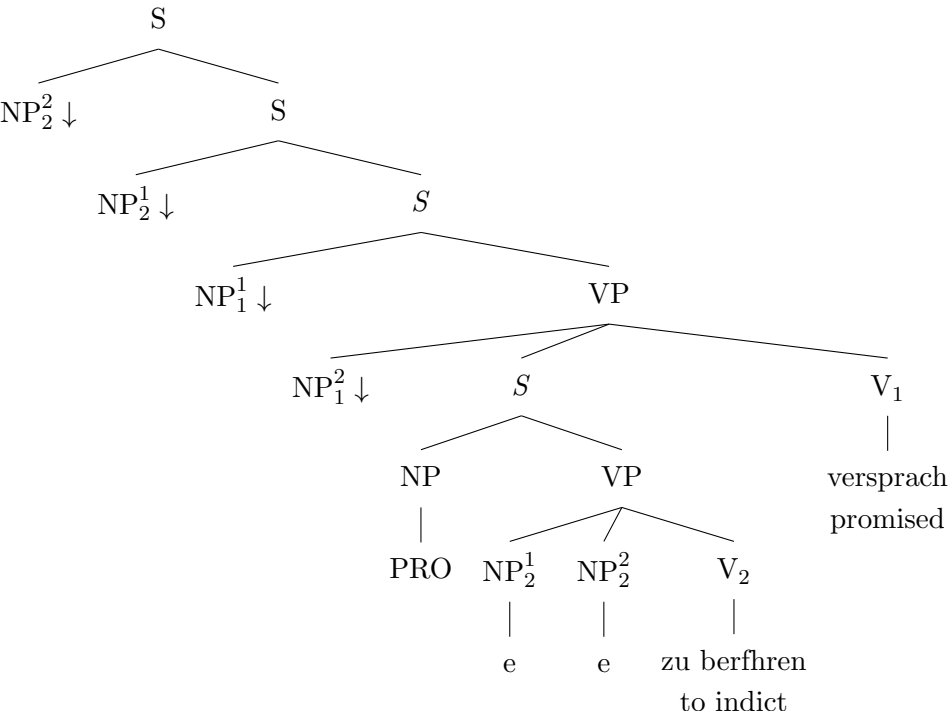 S
NP²₂ ↓ S
NP¹₂ ↓ S
NP¹₁ ↓ VP
NP²₁ ↓ S V₁
NP VP versprach
promised
PRO NP¹₂ NP²₂ V₂
e e zu berfhren
to indict